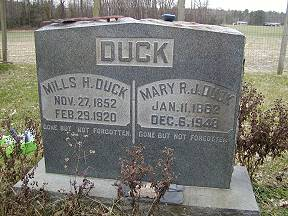 DUCK
MILLS H. DUCK
NOV. 27, 1852
FEB. 29, 1920
GONE BUT NOT FORGOTTEN.
MARY R. J. DUCK
JAN. 11, 1862
DEC. 6, 1943
GONE BUT NOT FORGOTTEN.